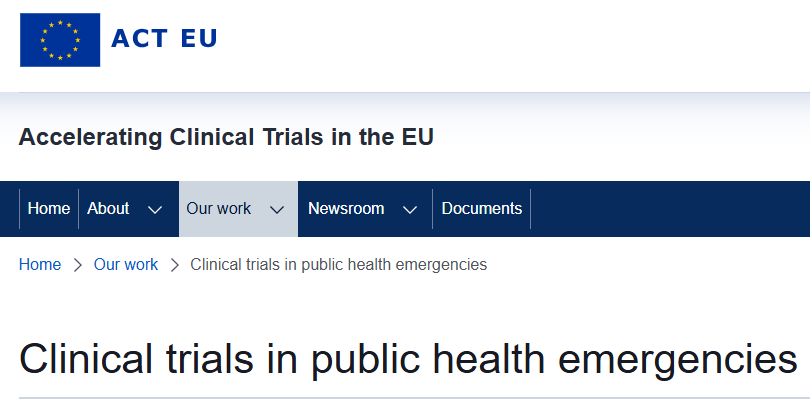 ACT EU
Accelerating Clinical Trials in the EU
Home About Our work Newsroom Documents
Home Our work Clinical trials in public health emergencies
Clinical trials in public health emergencies